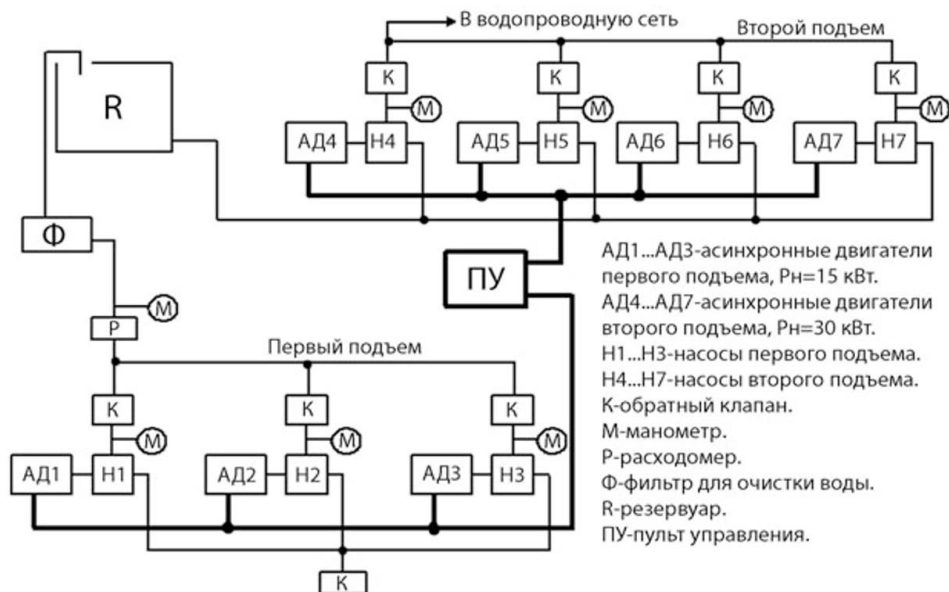 В водопроводную сеть
Второй подъем
К
К
К
К
М
М
М
М
R
АД4
Н4
АД5
Н5
АД6
Н6
АД7
Н7
Ф
ПУ
М
Р
Первый подъем
К
К
К
М
М
М
АД1
Н1
АД2
Н2
АД3
Н3
К
АД1...АД3-асинхронные двигатели
первого подъема, Рн=15 кВт.
АД4...АД7-асинхронные двигатели
второго подъема, Рн=30 кВт.
Н1...Н3-насосы первого подъема.
Н4...Н7-насосы второго подъема.
К-обратный клапан.
М-манометр.
Р-расходомер.
Ф-фильтр для очистки воды.
R-резервуар.
ПУ-пульт управления.